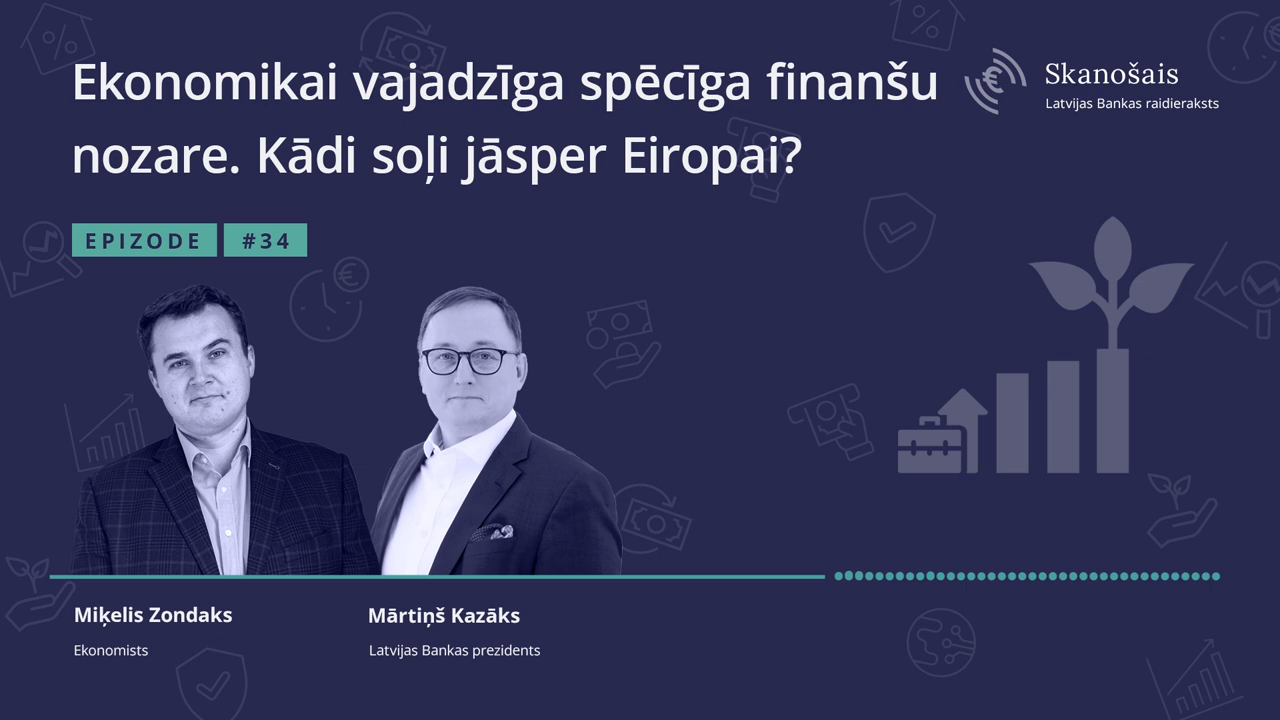 Ekonomikai vajadzīga spēcīga finanšu
nozare. Kādi soļi jāsper Eiropai?
Skanošais
Latvijas Bankas raidieraksts
EPIZODE #34
Miķelis Zondaks
Ekonomists
Mārtiņš Kazāks
Latvijas Bankas prezidents